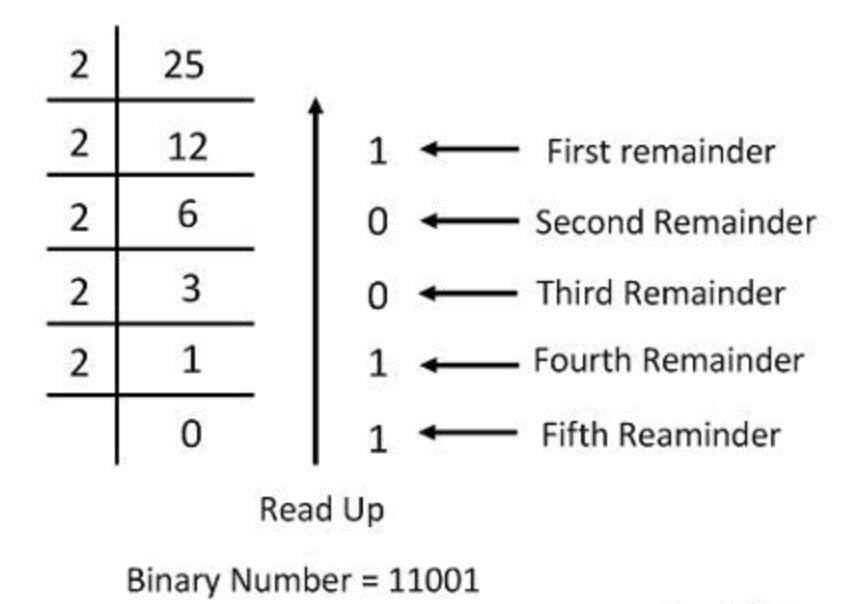 2 25
2 12 1 First remainder
2 6 0 Second Remainder
2 3 0 Third Remainder
2 1 1 Fourth Remainder
0 1 Fifth Reaminder
Read Up
Binary Number = 11001